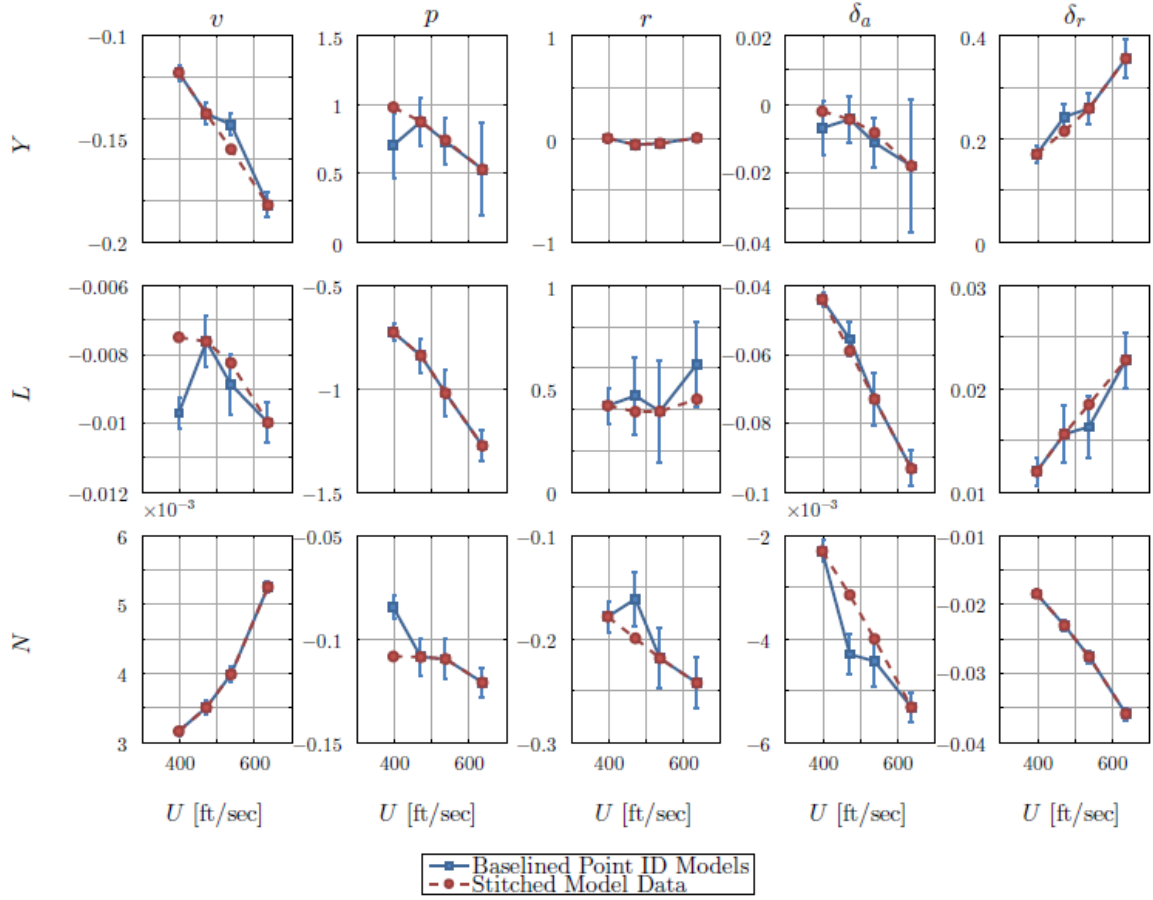 v p r δa δr
Y
−0.1 1.5 1 0.02 0.4
−0.15 1 0 0 0.2
0.5 −0.02
−0.2 0 −1 −0.04 0
L
−0.006 −0.5 1 −0.04 0.03
−0.008 −0.06
−1 0.5 0.02
−0.01 −0.08
−0.012 −1.5 0 −0.1 0.01
×10−3 ×10−3
N
6 −0.05 −0.1 −2 −0.01
5 −0.02
−0.1 −0.2 −4
4 −0.03
3 −0.15 −0.3 −6 −0.04
400 600 400 600 400 600 400 600 400 600
U [ft/sec] U [ft/sec] U [ft/sec] U [ft/sec] U [ft/sec]
Baselined Point ID Models
Stitched Model Data